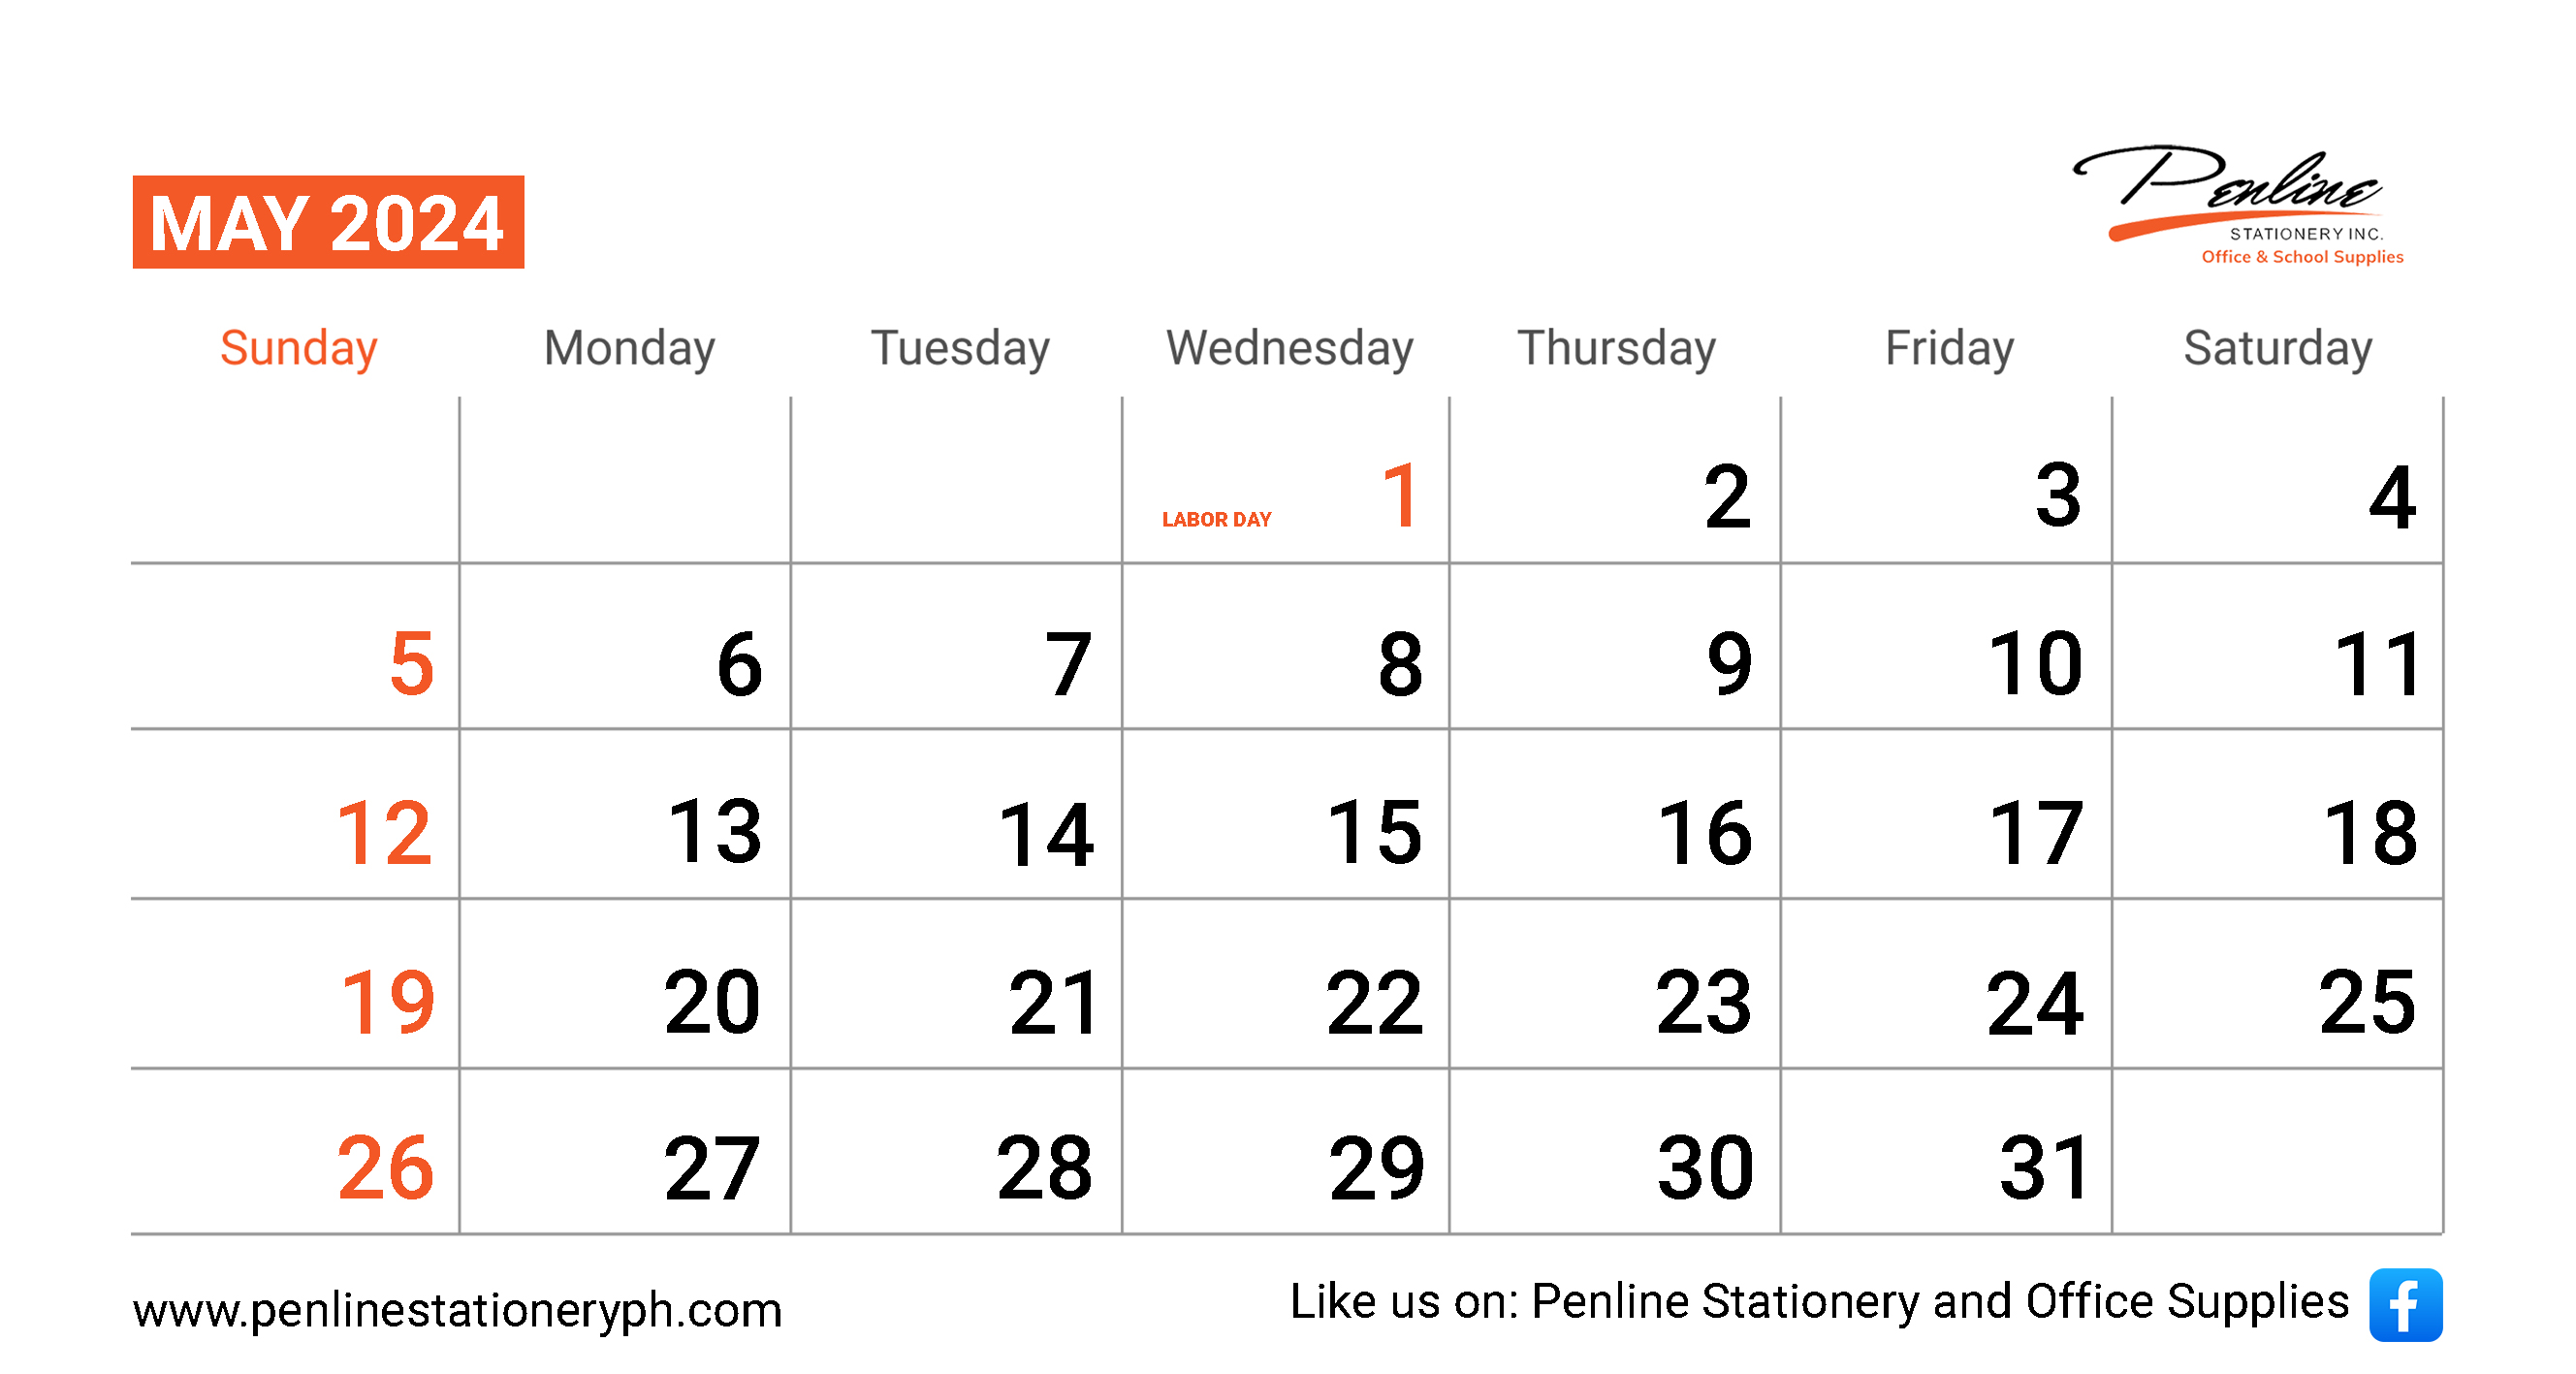 MAY 2024
Penline
STATIONERY INC.
Office & School Supplies
Sunday Monday Tuesday Wednesday Thursday Friday Saturday
LABOR DAY 1 2 3 4
5 6 7 8 9 10 11
12 13 14 15 16 17 18
19 20 21 22 23 24 25
26 27 28 29 30 31
www.penlinestationeryph.com
Like us on: Penline Stationery and Office Supplies f